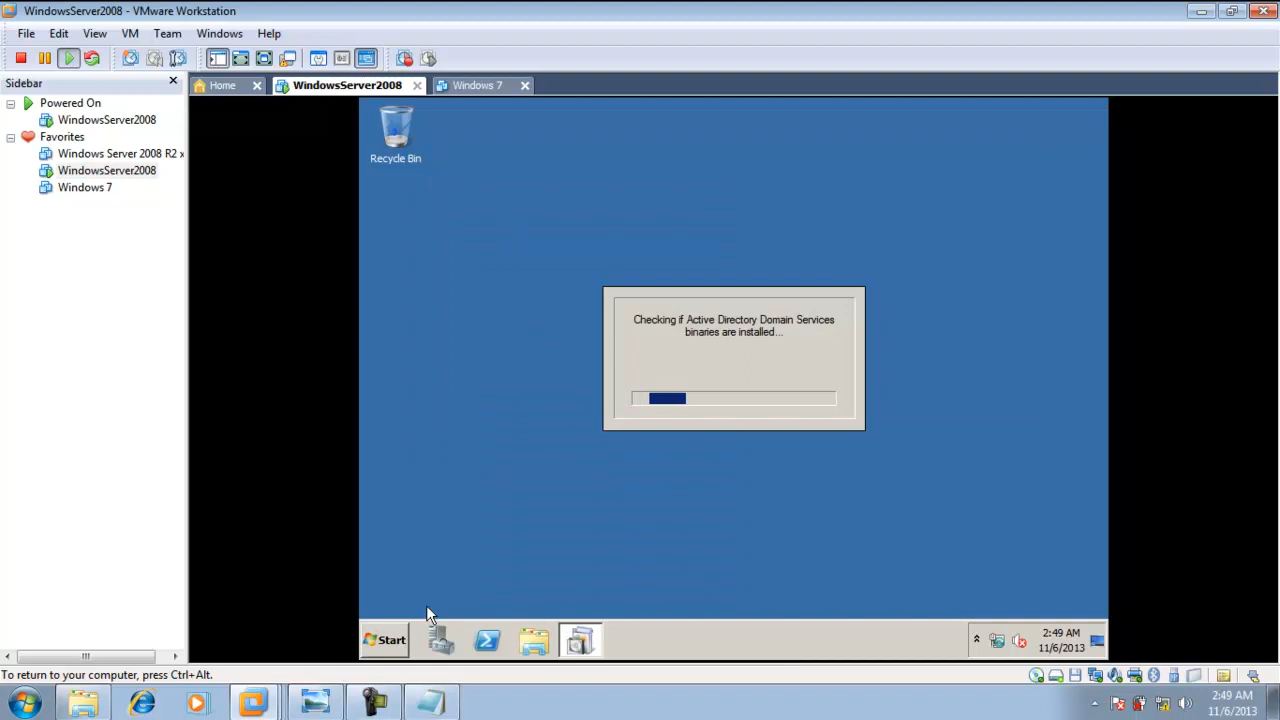 WindowsServer2008 - VMware Workstation
File Edit View VM Team Windows Help
Sidebar
Home WindowsServer2008 Windows 7
Powered On
WindowsServer2008
Favorites
Windows Server 2008 R2 x
WindowsServer2008
Windows 7
Recycle Bin
Checking if Active Directory Domain Services
binaries are installed...
Start
2:49 AM
11/6/2013
To return to your computer, press Ctrl+Alt.
2:49 AM
11/6/2013